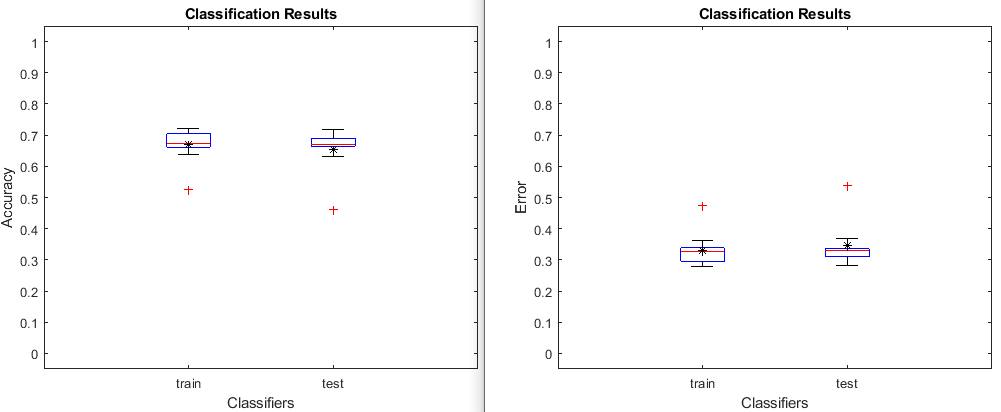 Classification Results
Accuracy
1
0.9
0.8
0.7
0.6
0.5
0.4
0.3
0.2
0.1
0
train
test
Classifiers
Classification Results
Error
1
0.9
0.8
0.7
0.6
0.5
0.4
0.3
0.2
0.1
0
train
test
Classifiers